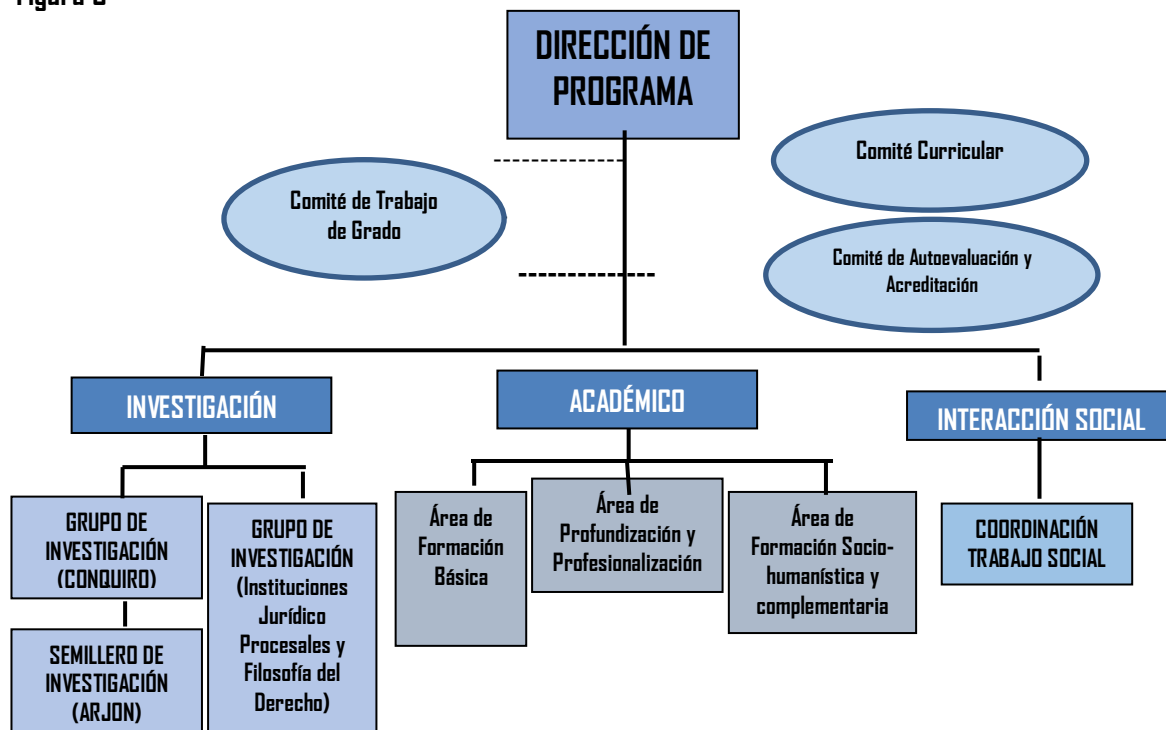 DIRECCIÓN DE
PROGRAMA
Comité Curricular
Comité de Trabajo
de Grado
Comité de Autoevaluación y
Acreditación
INVESTIGACIÓN
ACADÉMICO
INTERACCIÓN SOCIAL
GRUPO DE
INVESTIGACIÓN
(CONQUIRO)
SEMILLERO DE
INVESTIGACIÓN
(ARJON)
GRUPO DE
INVESTIGACIÓN
(Instituciones
Jurídico
Procesales y
Filosofía del
Derecho)
Área de
Formación
Básica
Área de
Profundización y
Profesionalización
Área de
Formación Socio-
humanística y
complementaria
COORDINACIÓN
TRABAJO SOCIAL